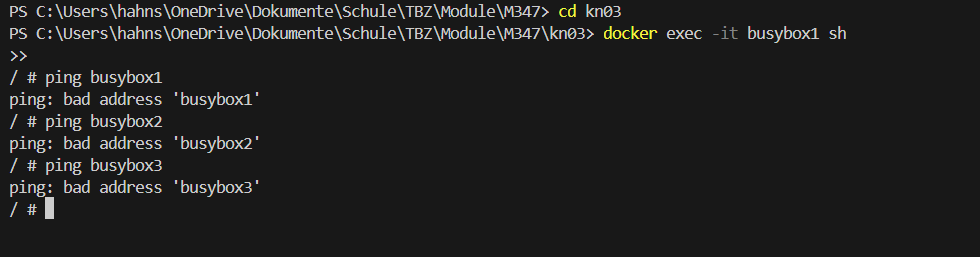 PS C:\Users\hahns\OneDrive\Dokumente\Schule\TBZ\Module\M347> cd kn03
PS C:\Users\hahns\OneDrive\Dokumente\Schule\TBZ\Module\M347\kn03> docker exec -it busybox1 sh
>>
/ # ping busybox1
ping: bad address 'busybox1'
/ # ping busybox2
ping: bad address 'busybox2'
/ # ping busybox3
ping: bad address 'busybox3'
/ #